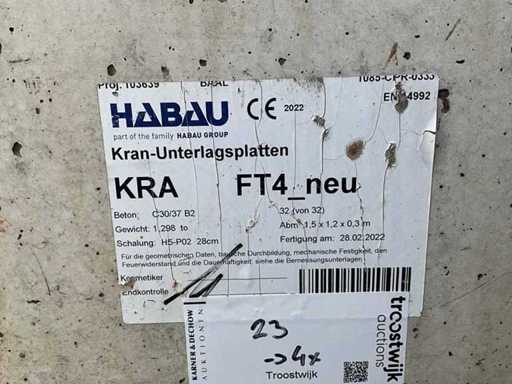 Proj. 103639 BAAL 1085-CPR-0333
HABAU CE 2022 EN 14992
part of the family HABAU GROUP
Kran-Unterlagsplatten
KRA FT4_neu
Beton: C30/37 B2 32 (von 32)
Gewicht: 1,298 to Abm: 1,5 x 1,2 x 0,3 m
Schalung: H5-P02 28cm Fertigung am: 28.02.2022
Für die geometrischen Daten, bauliche Durchbildung, mechanische Festigkeit, den
Feuerwiderstand und die Dauerhaftigkeit: siehe die Bemessungsunterlagen
Kosmetiker
Endkontrolle
KARNER & DECHOW
AUKTIONEN
23
->4x
Troostwijk
troostwijk
auctions